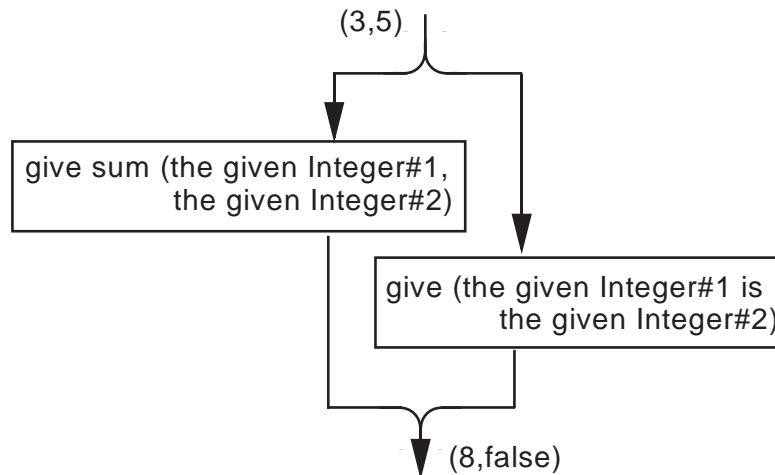 (3,5)
give sum (the given Integer#1,
the given Integer#2)
give (the given Integer#1 is
the given Integer#2)
(8,false)